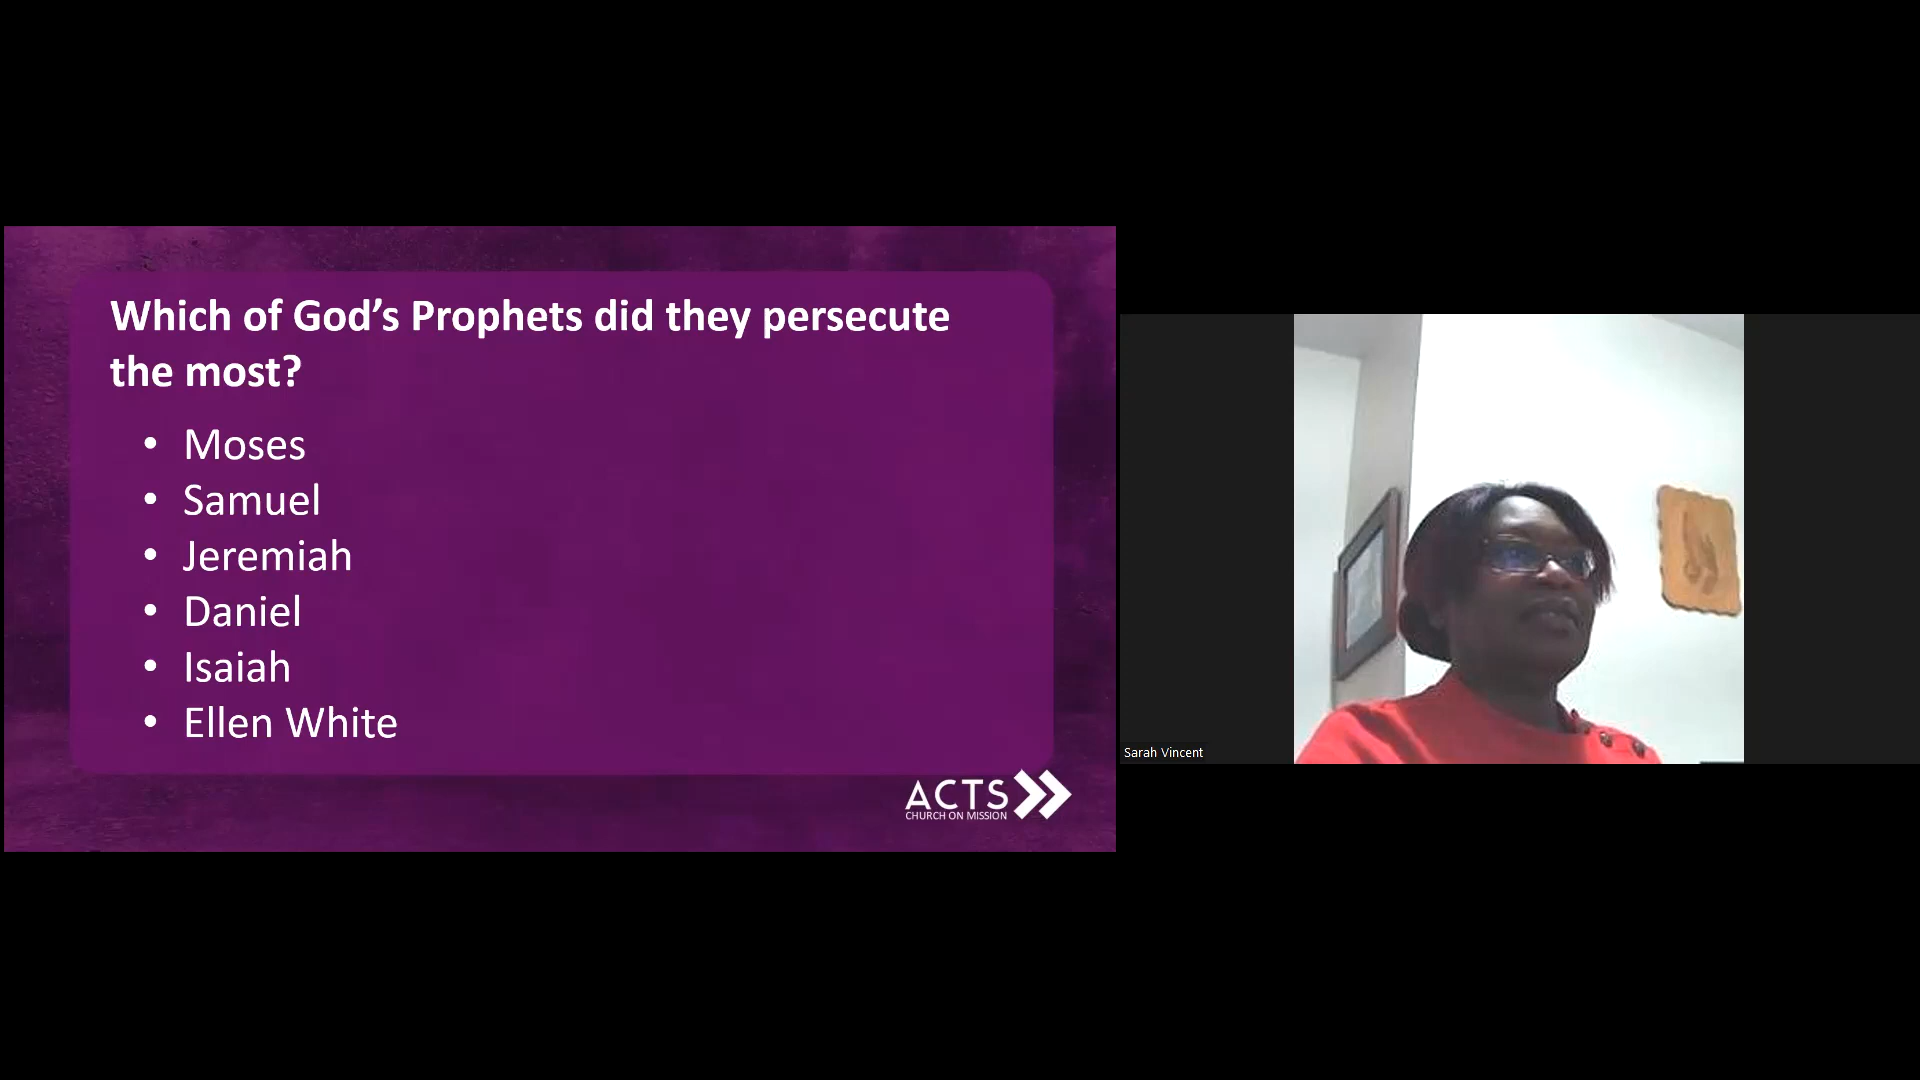 Which of God’s Prophets did they persecute
the most?
• Moses
• Samuel
• Jeremiah
• Daniel
• Isaiah
• Ellen White
ACTS
CHURCH ON MISSION
Sarah Vincent